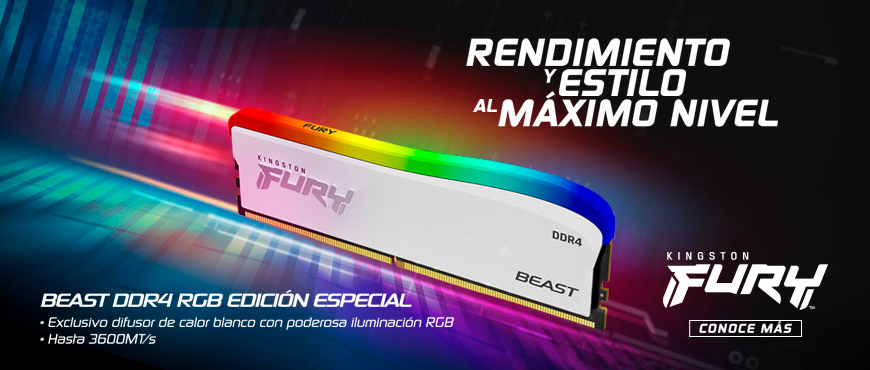 RENDIMIENTO
Y ESTILO
AL MÁXIMO NIVEL
FURY
KINGSTON
FURY
DDR4
BEAST
BEAST DDR4 RGB EDICIÓN ESPECIAL
• Exclusivo difusor de calor blanco con poderosa iluminación RGB
• Hasta 3600MT/s
KINGSTON
FURY™
CONOCE MÁS